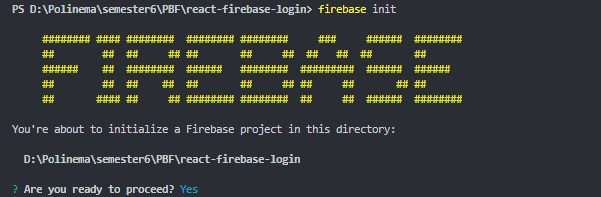 PS D:\Polinema\semester6\PBF\react-firebase-login> firebase init
######## #### ######## ######## ######## ### ###### ########
## ## ## ## ## ## ## ## ## ## ##
###### ## ######## ###### ######## ######### ###### ######
## ## ## ## ## ## ## ## ## ## ##
## #### ## ## ######## ######## ## ## ###### ########
You're about to initialize a Firebase project in this directory:
D:\Polinema\semester6\PBF\react-firebase-login
? Are you ready to proceed? Yes